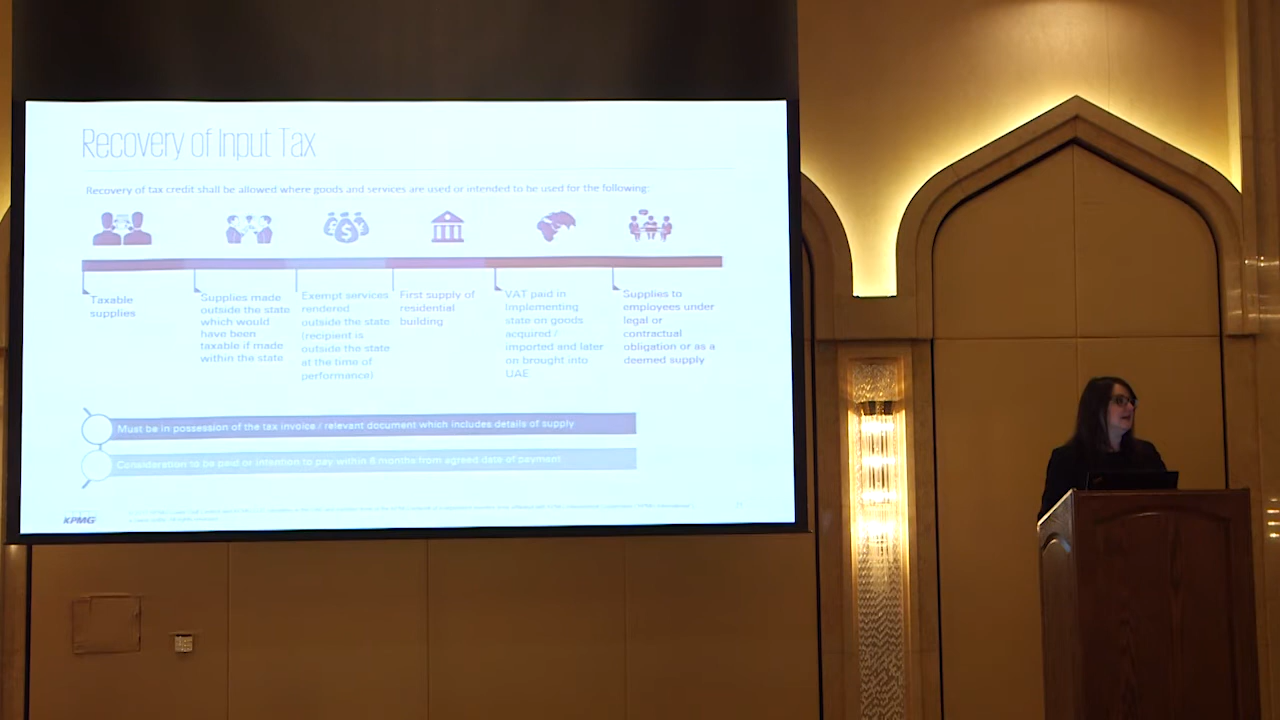 Recovery of Input Tax
Recovery of tax credit shall be allowed where goods and services are used or intended to be used for the following:
Taxable
supplies
Supplies made
outside the state
which would
have been
taxable if made
within the state
Exempt services
rendered
outside the state
(recipient is
outside the state
at the time of
performance)
First supply of
residential
building
VAT paid in
Implementing
state on goods
acquired /
imported and later
on brought into
UAE
Supplies to
employees under
legal or
contractual
obligation or as a
deemed supply
Must be in possession of the tax invoice / relevant document which includes details of supply
Consideration to be paid or intention to pay within 6 months from agreed date of payment
KPMG